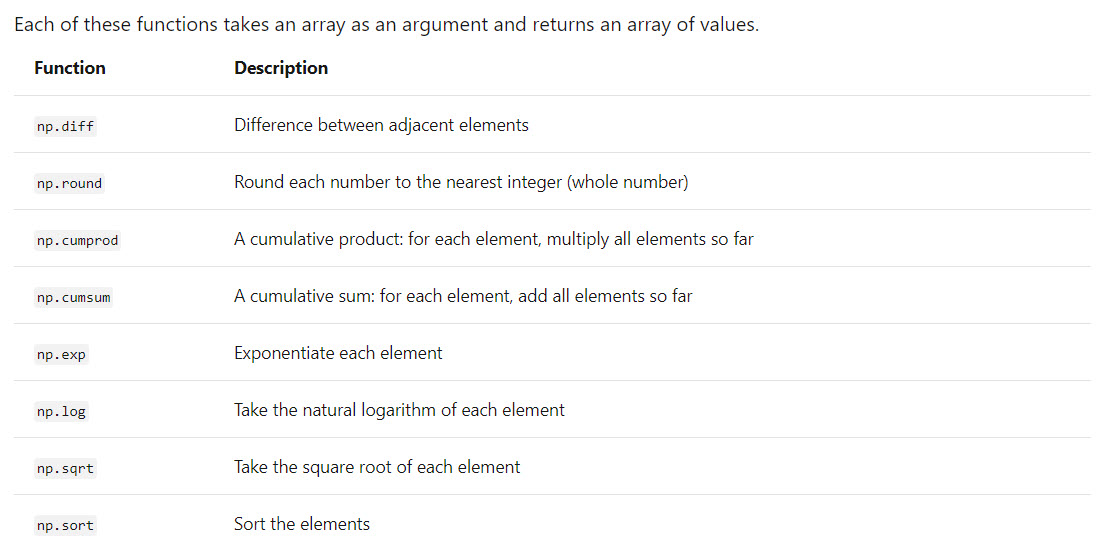 Each of these functions takes an array as an argument and returns an array of values.
Function Description
np.diff Difference between adjacent elements
np.round Round each number to the nearest integer (whole number)
np.cumprod A cumulative product: for each element, multiply all elements so far
np.cumsum A cumulative sum: for each element, add all elements so far
np.exp Exponentiate each element
np.log Take the natural logarithm of each element
np.sqrt Take the square root of each element
np.sort Sort the elements